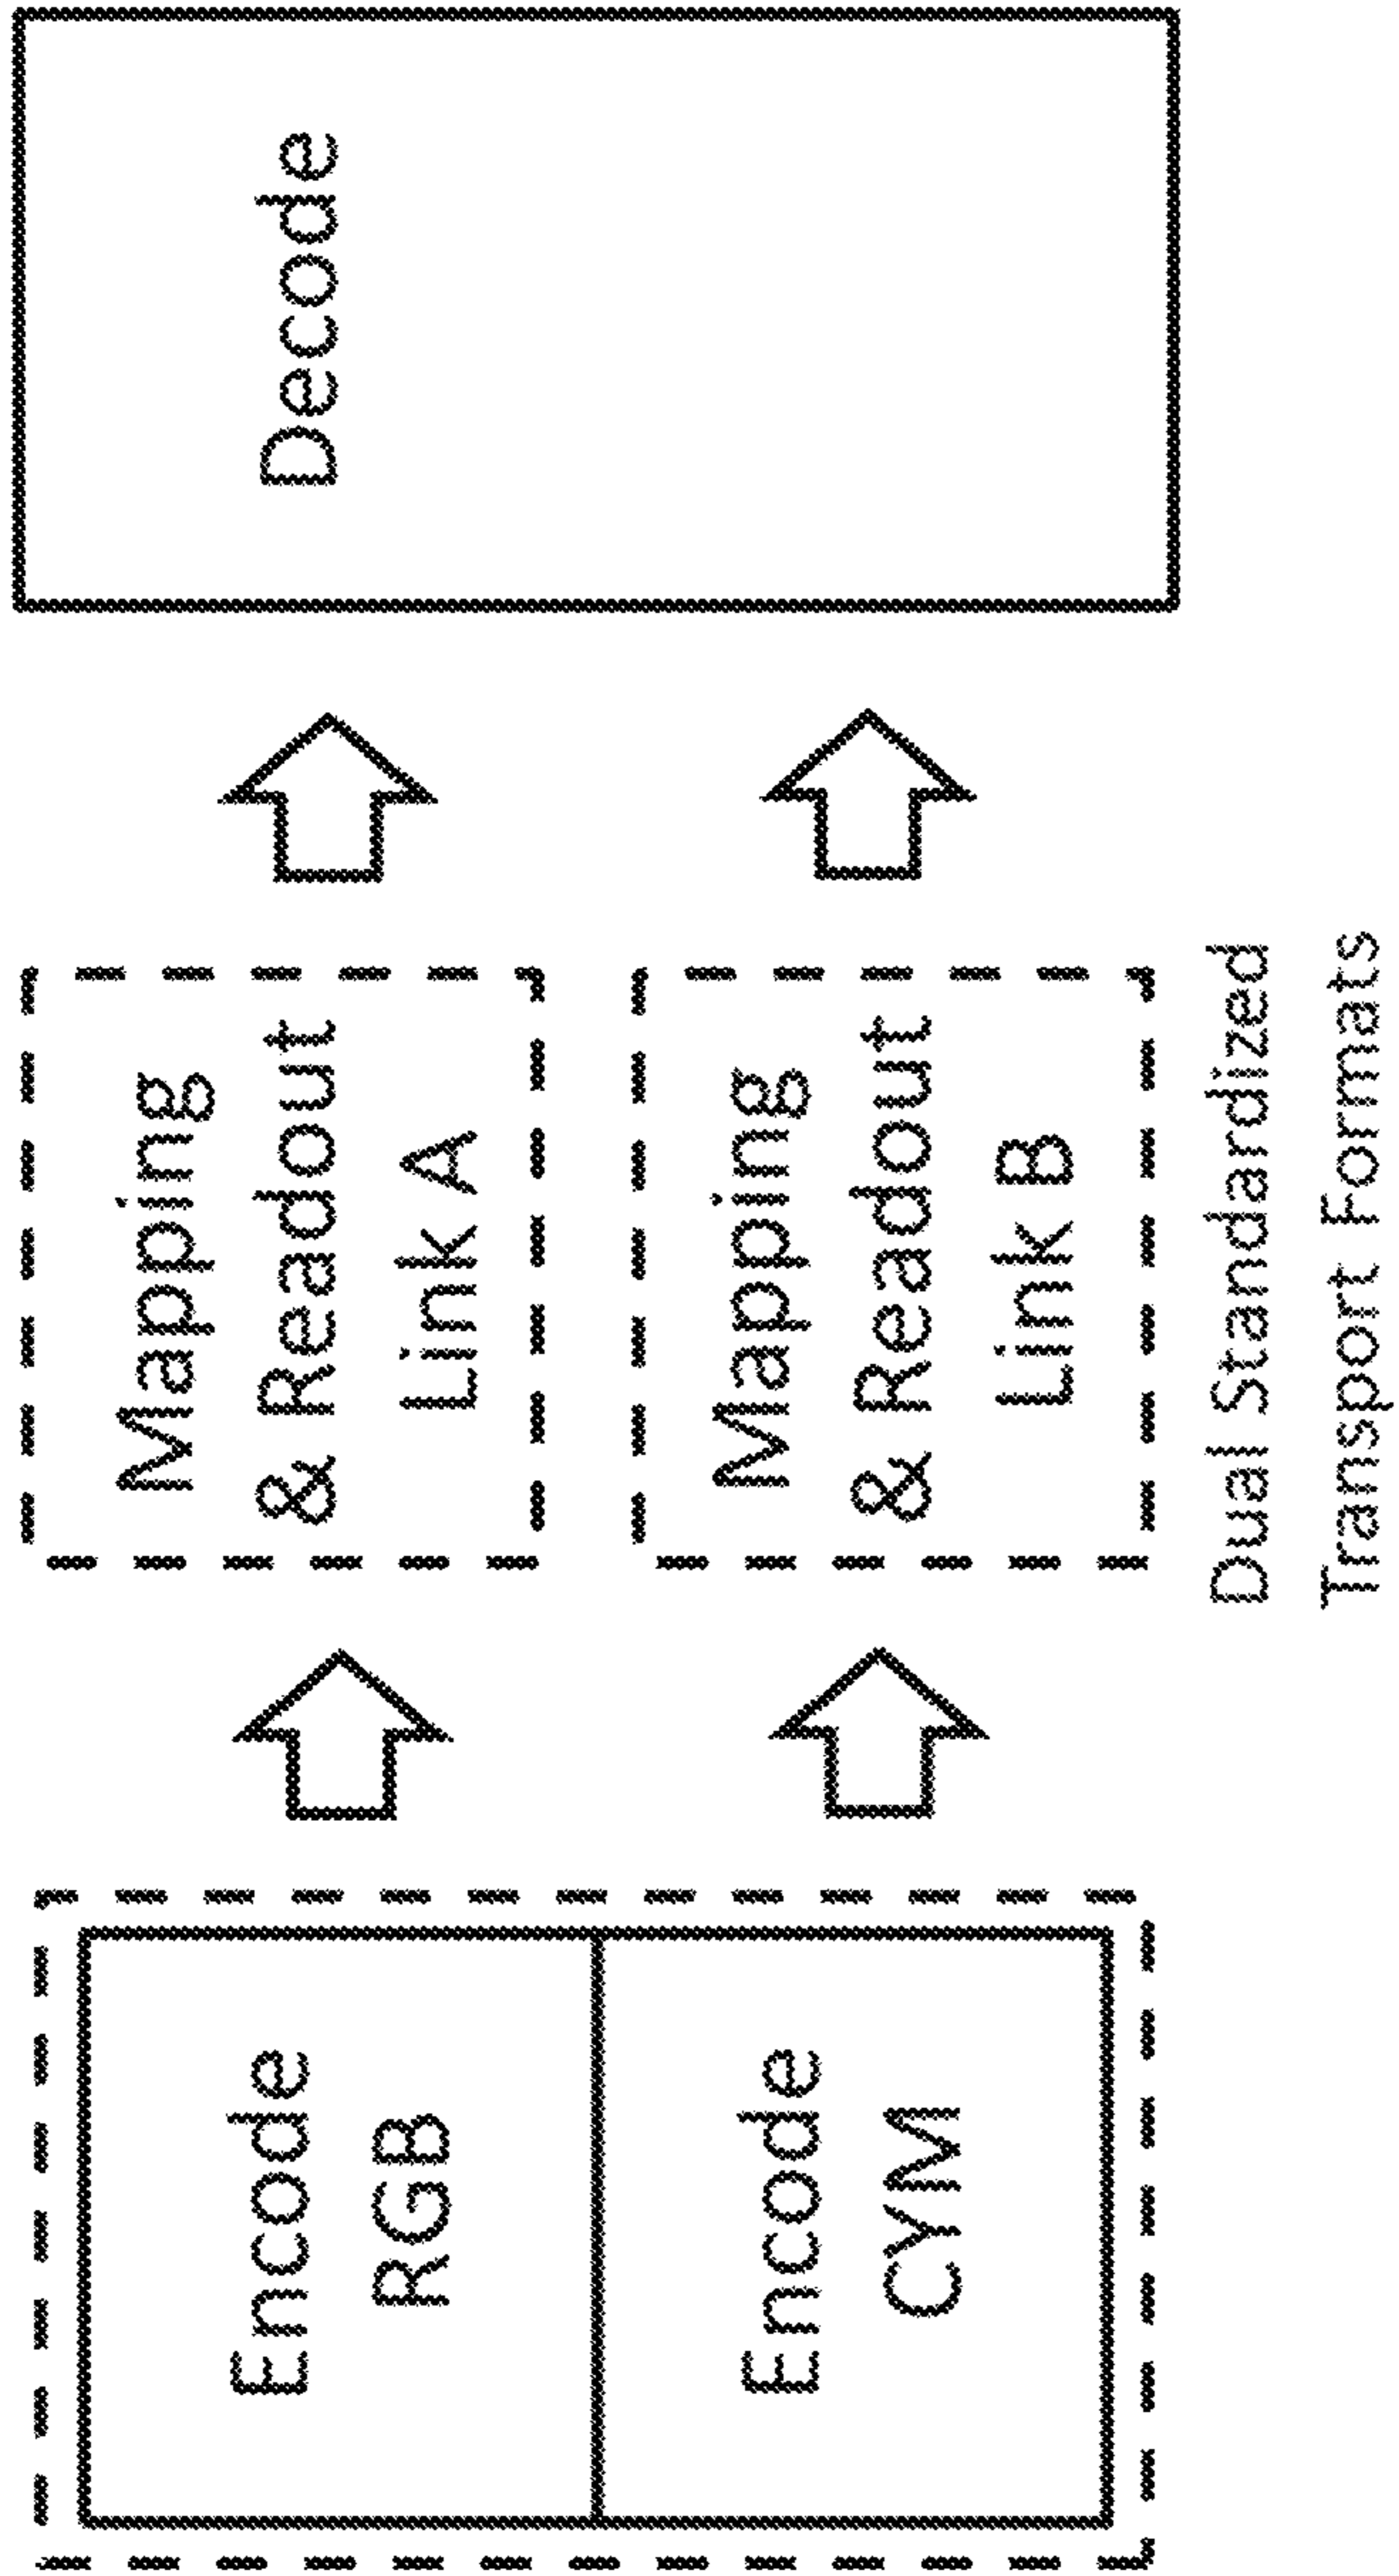 Encode
RGB
Encode
CYM
Mapping
& Readout
Link A
Mapping
& Readout
Link B
Dual Standardized
Transport Formats
Decode